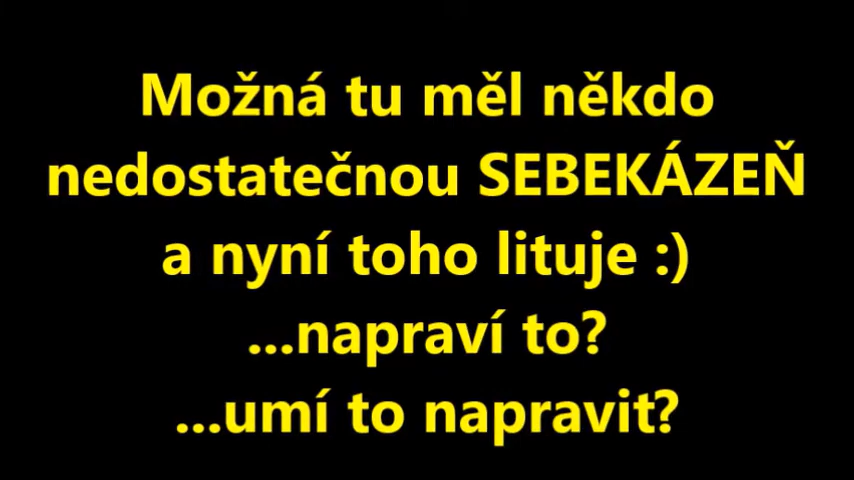 Možná tu měl někdo
nedostatečnou SEBEKÁZEŇ
a nyní toho lituje :)
...napraví to?
...umí to napravit?